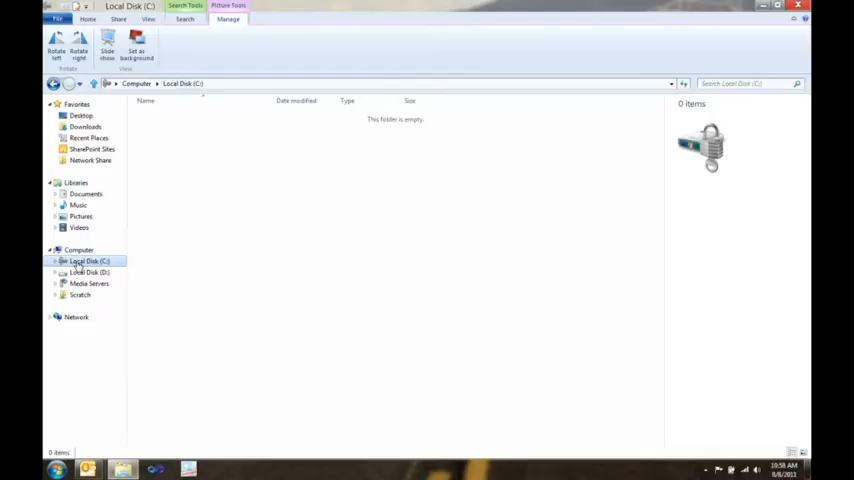 Local Disk (C:)
Search Tools
Picture Tools
File
Home
Share
View
Search
Manage
Rotate left
Rotate right
Slide show
Set as background
Rotate
View
Computer
Local Disk (C:)
Search Local Disk (C:)
Favorites
Desktop
Downloads
Recent Places
SharePoint Sites
Network Share
Libraries
Documents
Music
Pictures
Videos
Computer
Local Disk (C:)
Local Disk (D:)
Media Servers
Scratch
Network
Name
Date modified
Type
Size
This folder is empty.
0 items
0 items
10:58 AM
8/8/2011